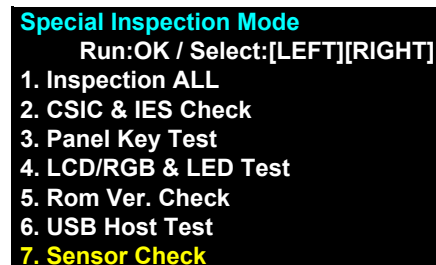 Special Inspection Mode
Run:OK / Select:[LEFT][RIGHT]
1. Inspection ALL
2. CSIC & IES Check
3. Panel Key Test
4. LCD/RGB & LED Test
5. Rom Ver. Check
6. USB Host Test
7. Sensor Check